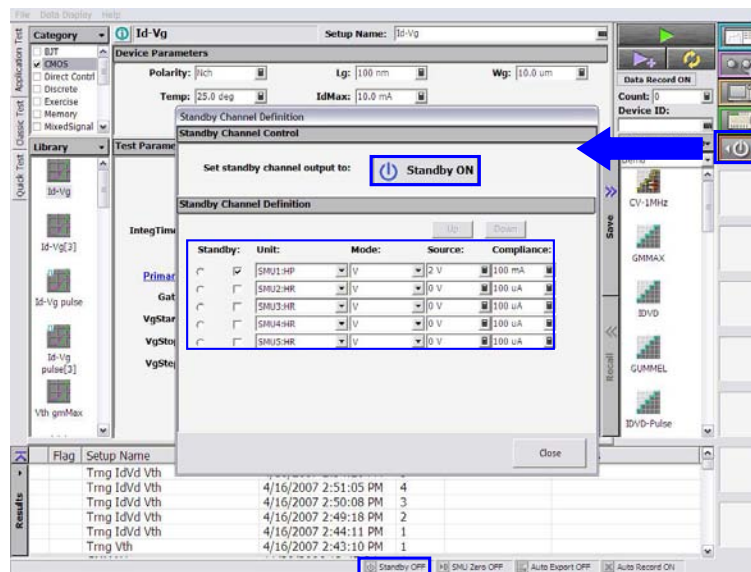 File Data Display Help
Application Test
Classic Test
Quick Test
Category
BJT
CMOS
Direct Contrl
Discrete
Exercise
Memory
MixedSignal
Library
Id-Vg
Id-Vg[3]
Id-Vg pulse
Id-Vg
pulse[3]
Vth gmMax
Id-Vg
Setup Name: Id-Vg
Device Parameters
Polarity: Nch
Lg: 100 nm
Wg: 10.0 um
Temp: 25.0 deg
IdMax: 10.0 mA
Test Parame
IntegTime
Primar
Gat
VgStar
VgStop
VgStep
Standby Channel Definition
Standby Channel Control
Set standby channel output to: Standby ON
Standby Channel Definition
Up Down
Standby: Unit: Mode: Source: Compliance:
SMU1:HP V 2 V 100 mA
SMU2:HR V 0 V 100 uA
SMU3:HR V 0 V 100 uA
SMU4:HR V 0 V 100 uA
SMU5:HR V 0 V 100 uA
Close
Data Record ON
Count: 0
Device ID:
Demo
Save
Recall
CV-1MHz
GMMAX
IDVD
GUMMEL
IDVD-Pulse
Results
Flag Setup Name
Trng IdVd Vth
Trng IdVd Vth 4/16/2007 2:51:05 PM 4
Trng IdVd Vth 4/16/2007 2:50:08 PM 3
Trng IdVd Vth 4/16/2007 2:49:18 PM 2
Trng IdVd Vth 4/16/2007 2:44:11 PM 1
Trng Vth 4/16/2007 2:43:10 PM 1
Standby OFF SMU Zero OFF Auto Export OFF Auto Record ON